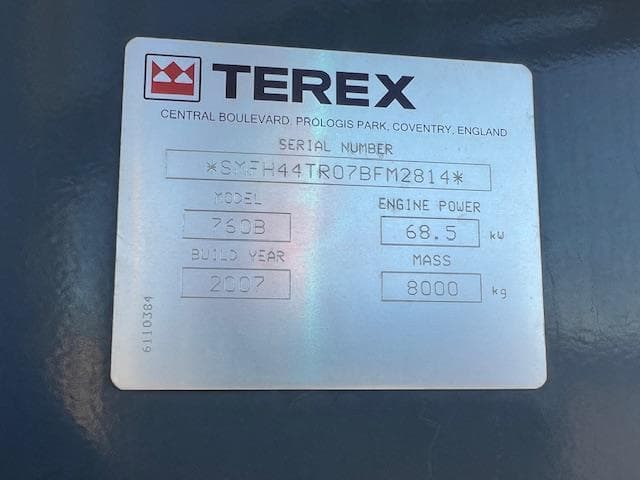 TEREX
CENTRAL BOULEVARD, PROLOGIS PARK, COVENTRY, ENGLAND
SERIAL NUMBER
*SMFH44TR07BFM2814*
MODEL
760B
ENGINE POWER
68.5 kW
BUILD YEAR
2007
MASS
8000 kg
6110384